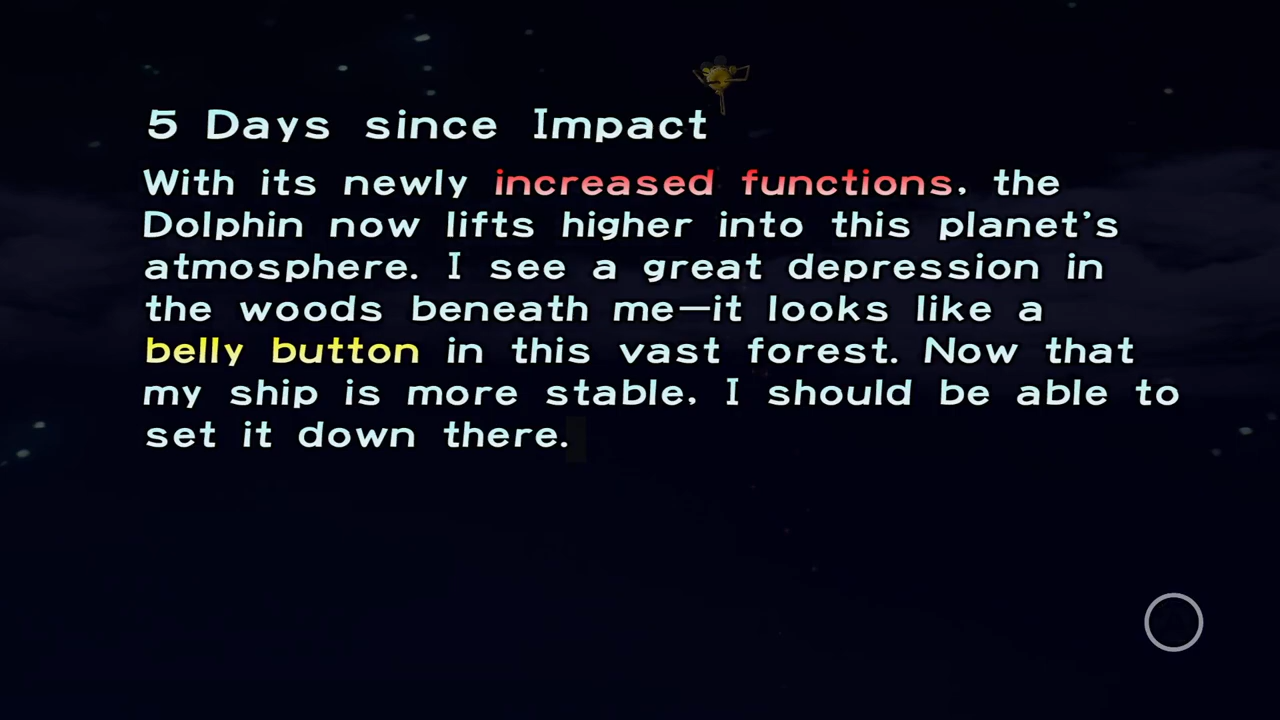 5 Days since Impact
With its newly increased functions, the
Dolphin now lifts higher into this planet's
atmosphere. I see a great depression in
the woods beneath me—it looks like a
belly button in this vast forest. Now that
my ship is more stable, I should be able to
set it down there.